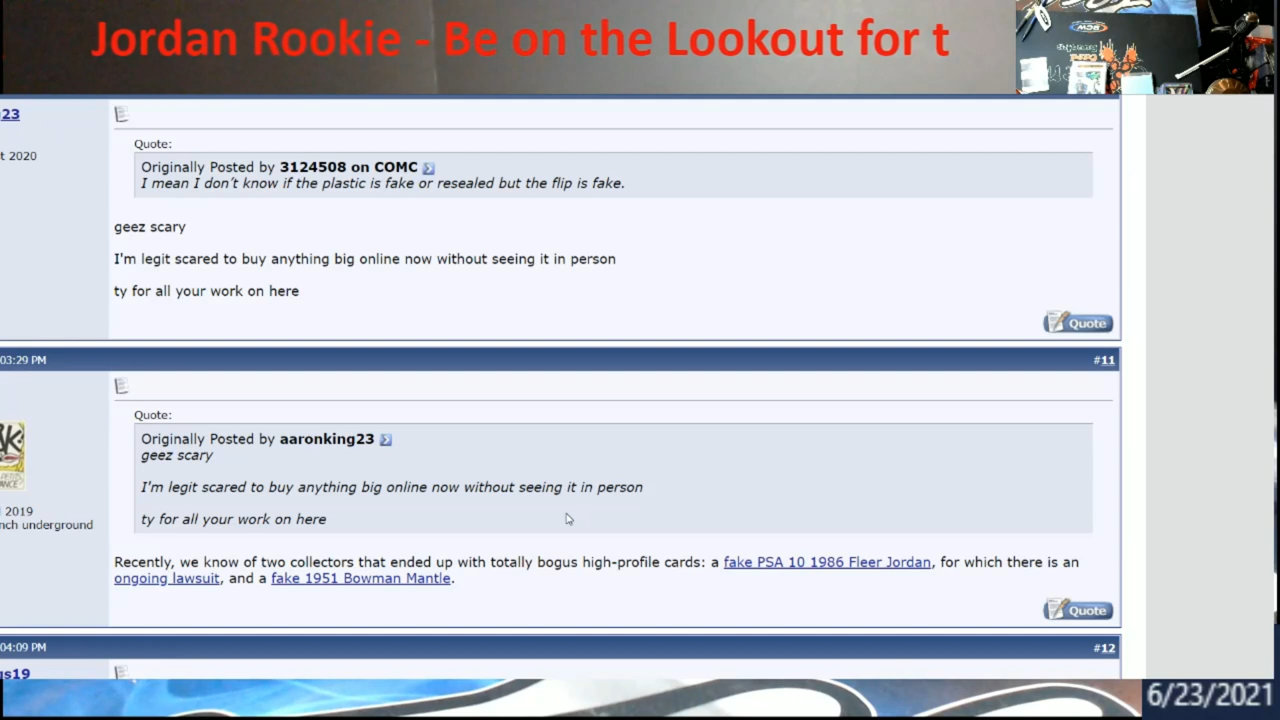 Jordan Rookie - Be on the Lookout for t
23
t 2020
Quote:
Originally Posted by 3124508 on COMC
I mean I don't know if the plastic is fake or resealed but the flip is fake.
geez scary
I'm legit scared to buy anything big online now without seeing it in person
ty for all your work on here
Quote
03:29 PM
#11
Quote:
Originally Posted by aaronking23
geez scary
I'm legit scared to buy anything big online now without seeing it in person
ty for all your work on here
2019
nch underground
Recently, we know of two collectors that ended up with totally bogus high-profile cards: a fake PSA 10 1986 Fleer Jordan, for which there is an
ongoing lawsuit, and a fake 1951 Bowman Mantle.
Quote
04:09 PM
#12
gs19
6/23/2021